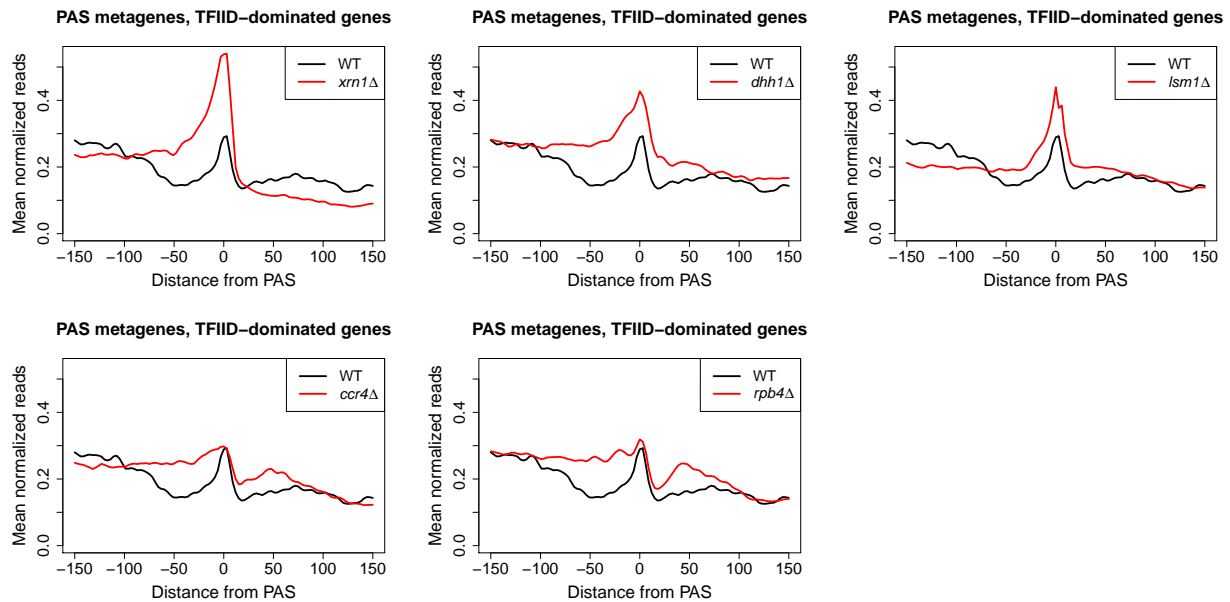 PAS metagenes, TFIID−dominated genes
WT
xrn1Δ
Mean normalized reads
0.0
0.2
0.4
−150
−100
−50
0
50
100
150
Distance from PAS
PAS metagenes, TFIID−dominated genes
WT
dhh1Δ
Mean normalized reads
0.0
0.2
0.4
−150
−100
−50
0
50
100
150
Distance from PAS
PAS metagenes, TFIID−dominated genes
WT
lsm1Δ
Mean normalized reads
0.0
0.2
0.4
−150
−100
−50
0
50
100
150
Distance from PAS
PAS metagenes, TFIID−dominated genes
WT
ccr4Δ
Mean normalized reads
0.0
0.2
0.4
−150
−100
−50
0
50
100
150
Distance from PAS
PAS metagenes, TFIID−dominated genes
WT
rpb4Δ
Mean normalized reads
0.0
0.2
0.4
−150
−100
−50
0
50
100
150
Distance from PAS